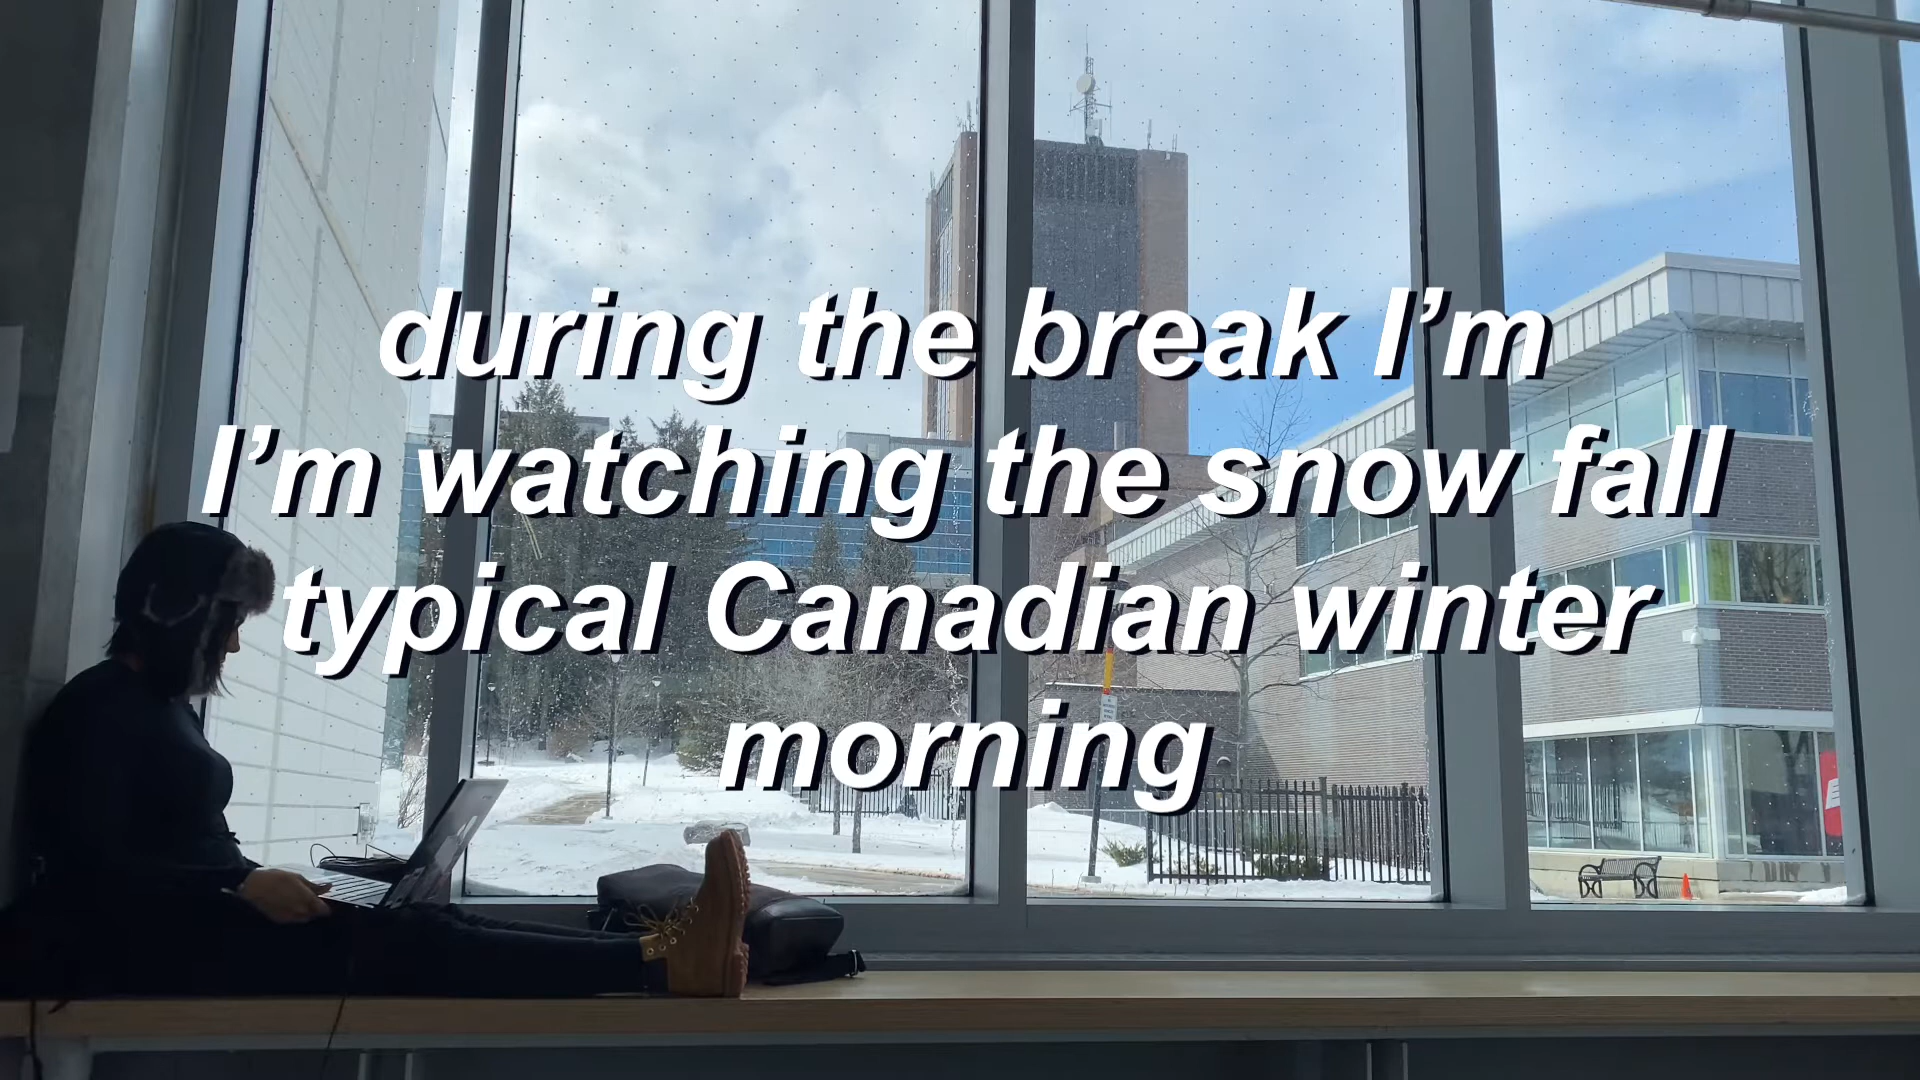 during the break I’m
I’m watching the snow fall
typical Canadian winter
morning